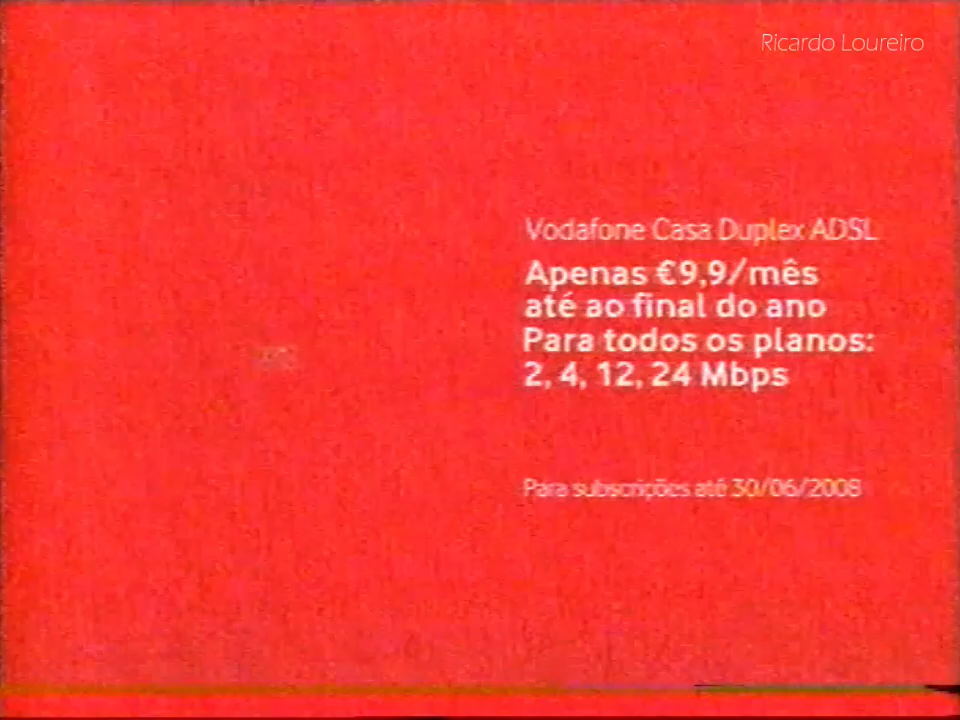 Ricardo Loureiro
Vodafone Casa Duplex ADSL
Apenas €9,9/mês
até ao final do ano
Para todos os planos:
2, 4, 12, 24 Mbps
Para subscrições até 30/06/2008